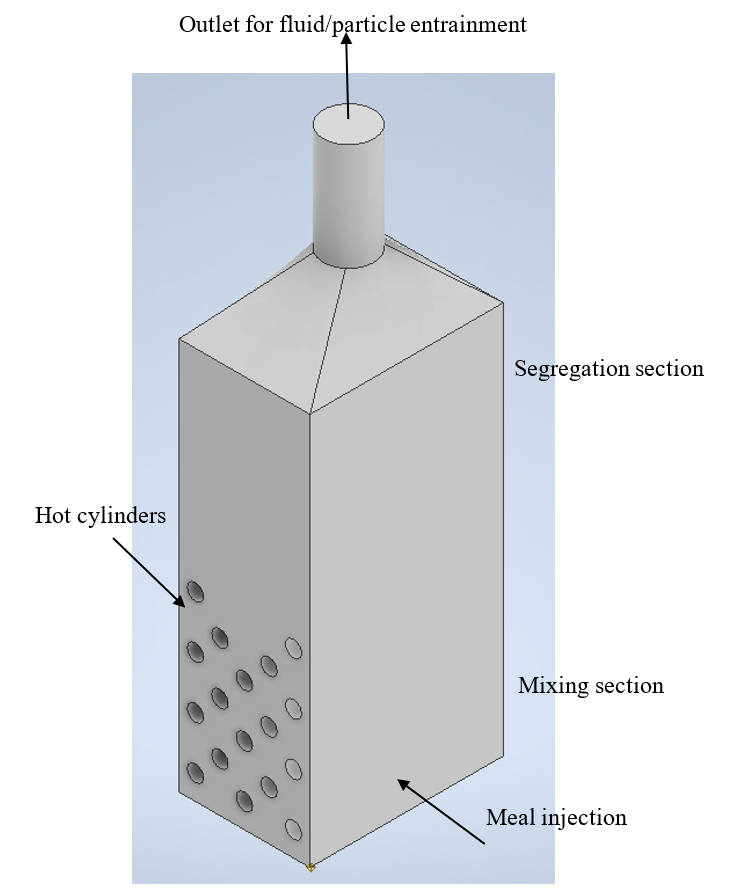 Outlet for fluid/particle entrainment
Segregation section
Hot cylinders
Mixing section
Meal injection